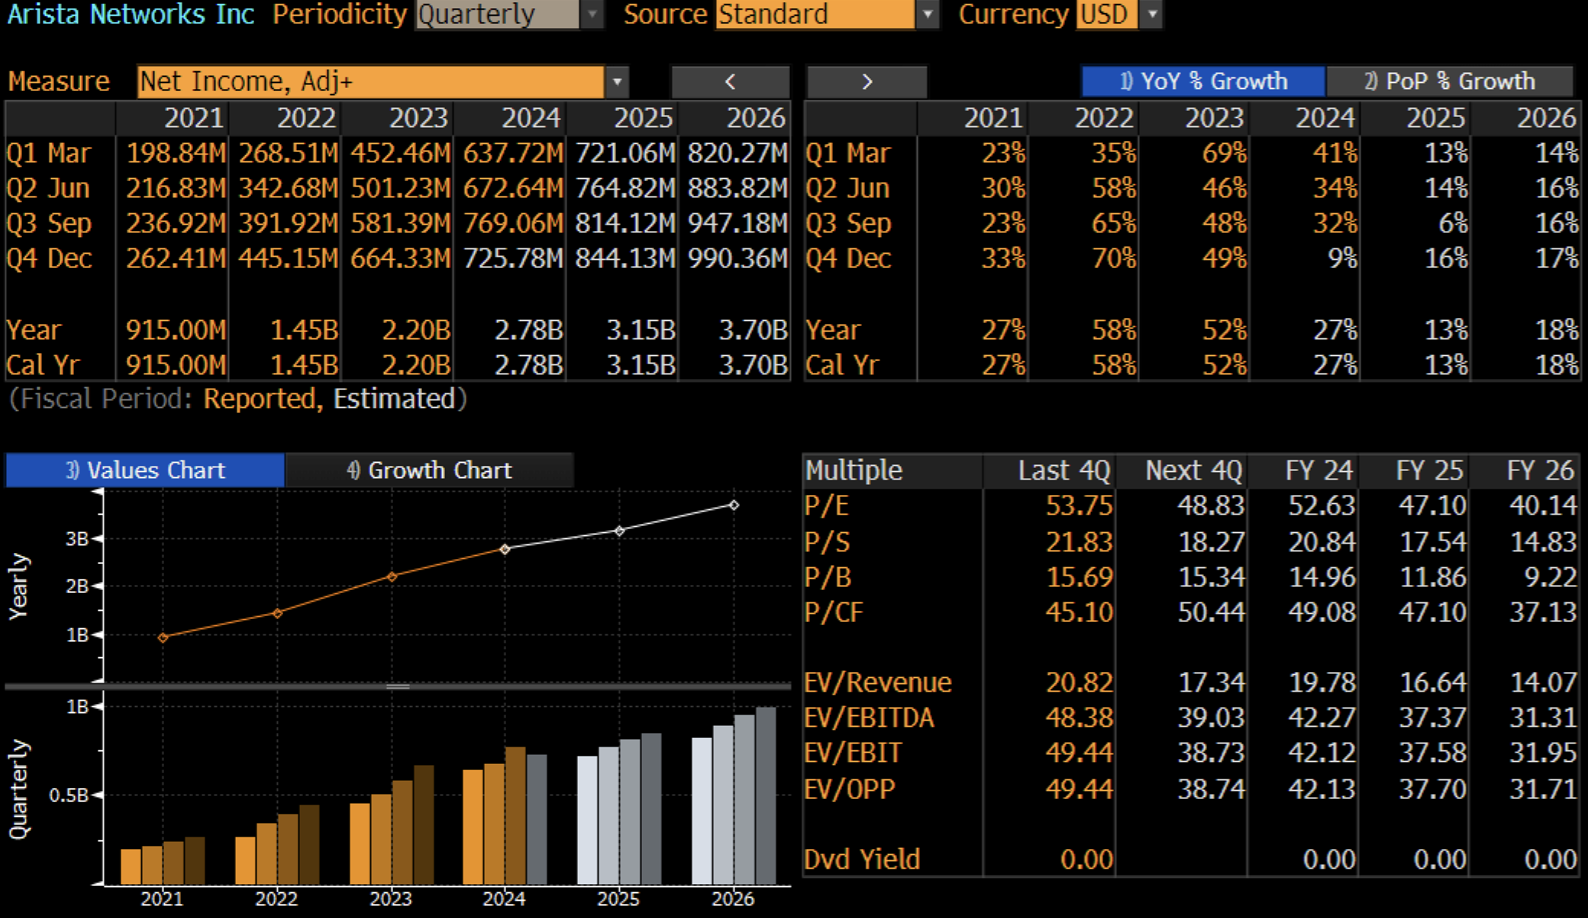 Arista Networks Inc Periodicity Quarterly Source Standard Currency USD
Measure Net Income, Adj+ < > 1) YoY % Growth 2) PoP % Growth
2021 2022 2023 2024 2025 2026 2021 2022 2023 2024 2025 2026
Q1 Mar 198.84M 268.51M 452.46M 637.72M 721.06M 820.27M Q1 Mar 23% 35% 69% 41% 13% 14%
Q2 Jun 216.83M 342.68M 501.23M 672.64M 764.82M 883.82M Q2 Jun 30% 58% 46% 34% 14% 16%
Q3 Sep 236.92M 391.92M 581.39M 769.06M 814.12M 947.18M Q3 Sep 23% 65% 48% 32% 6% 16%
Q4 Dec 262.41M 445.15M 664.33M 725.78M 844.13M 990.36M Q4 Dec 33% 70% 49% 9% 16% 17%
Year 915.00M 1.45B 2.20B 2.78B 3.15B 3.70B Year 27% 58% 52% 27% 13% 18%
Cal Yr 915.00M 1.45B 2.20B 2.78B 3.15B 3.70B Cal Yr 27% 58% 52% 27% 13% 18%
(Fiscal Period: Reported, Estimated)
3) Values Chart 4) Growth Chart
Yearly
3B
2B
1B
Quarterly
1B
0.5B
2021 2022 2023 2024 2025 2026
Multiple Last 4Q Next 4Q FY 24 FY 25 FY 26
P/E 53.75 48.83 52.63 47.10 40.14
P/S 21.83 18.27 20.84 17.54 14.83
P/B 15.69 15.34 14.96 11.86 9.22
P/CF 45.10 50.44 49.08 47.10 37.13
EV/Revenue 20.82 17.34 19.78 16.64 14.07
EV/EBITDA 48.38 39.03 42.27 37.37 31.31
EV/EBIT 49.44 38.73 42.12 37.58 31.95
EV/OPP 49.44 38.74 42.13 37.70 31.71
Dvd Yield 0.00 0.00 0.00 0.00